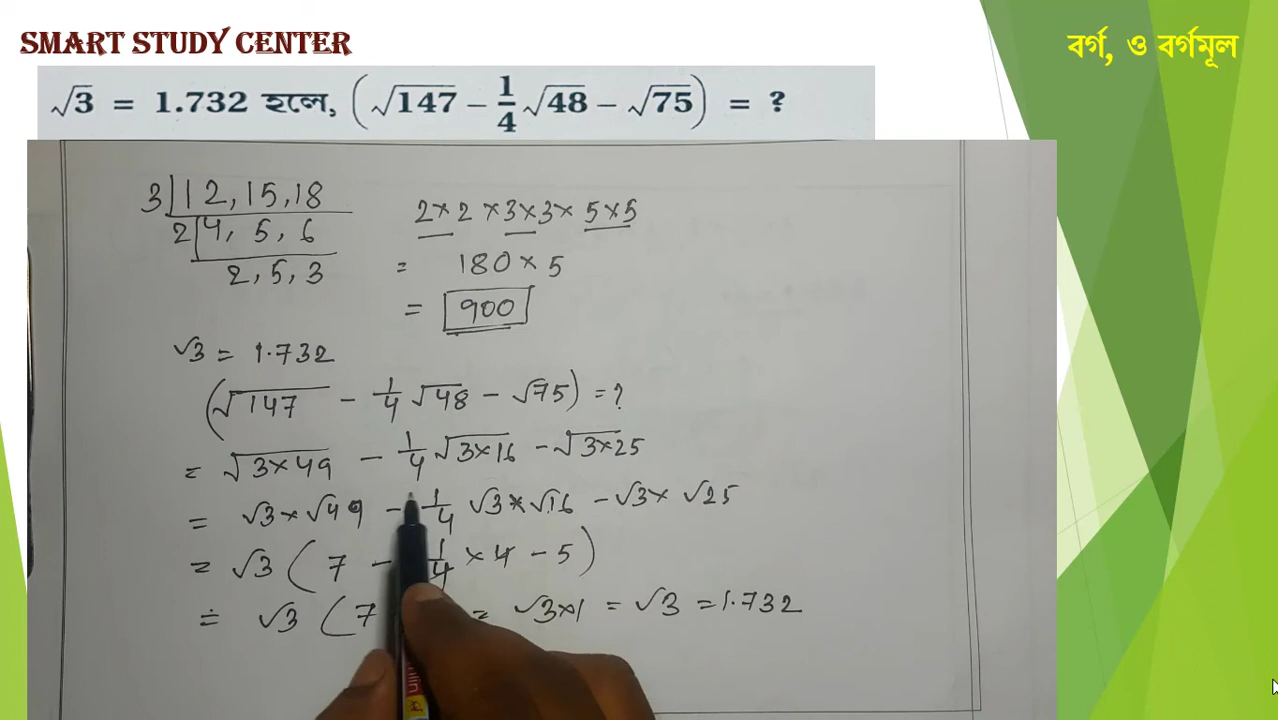 SMART STUDY CENTER
বর্গ, ও বর্গমূল
√3 = 1.732 হলে, (√147 − 1/4 √48 − √75) = ?
3 | 12, 15, 18
2 | 4, 5, 6
2, 5, 3
2 × 2 × 3 × 3 × 5 × 5
= 180 × 5
= 900
√3 = 1.732
(√147 − 1/4 √48 − √75) = ?
= √3×49 − 1/4 √3×16 − √3×25
= √3 × √49 − 1/4 √3 × √16 − √3 × √25
= √3 ( 7 − 1/4 × 4 − 5 )
= √3 ( 7 = √3×1 = √3 = 1.732